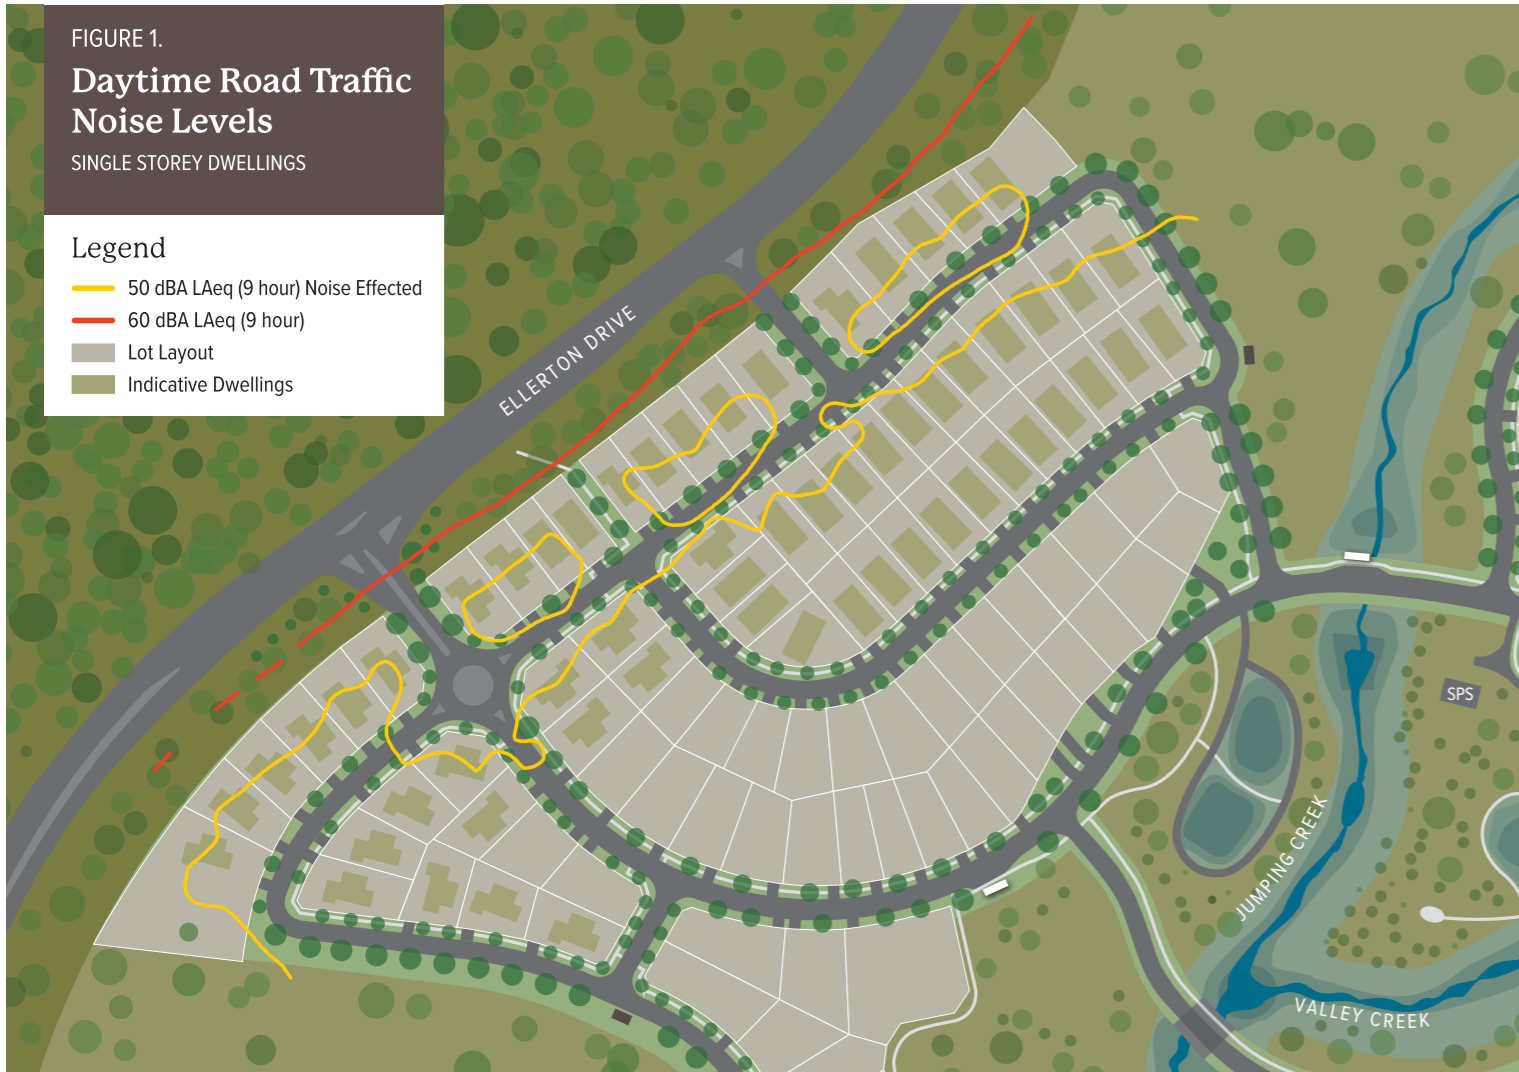 FIGURE 1.
Daytime Road Traffic
Noise Levels
SINGLE STOREY DWELLINGS
Legend
50 dBA LAeq (9 hour) Noise Effected
60 dBA LAeq (9 hour)
Lot Layout
Indicative Dwellings
ELLERTON DRIVE
SPS
JUMPING CREEK
VALLEY CREEK